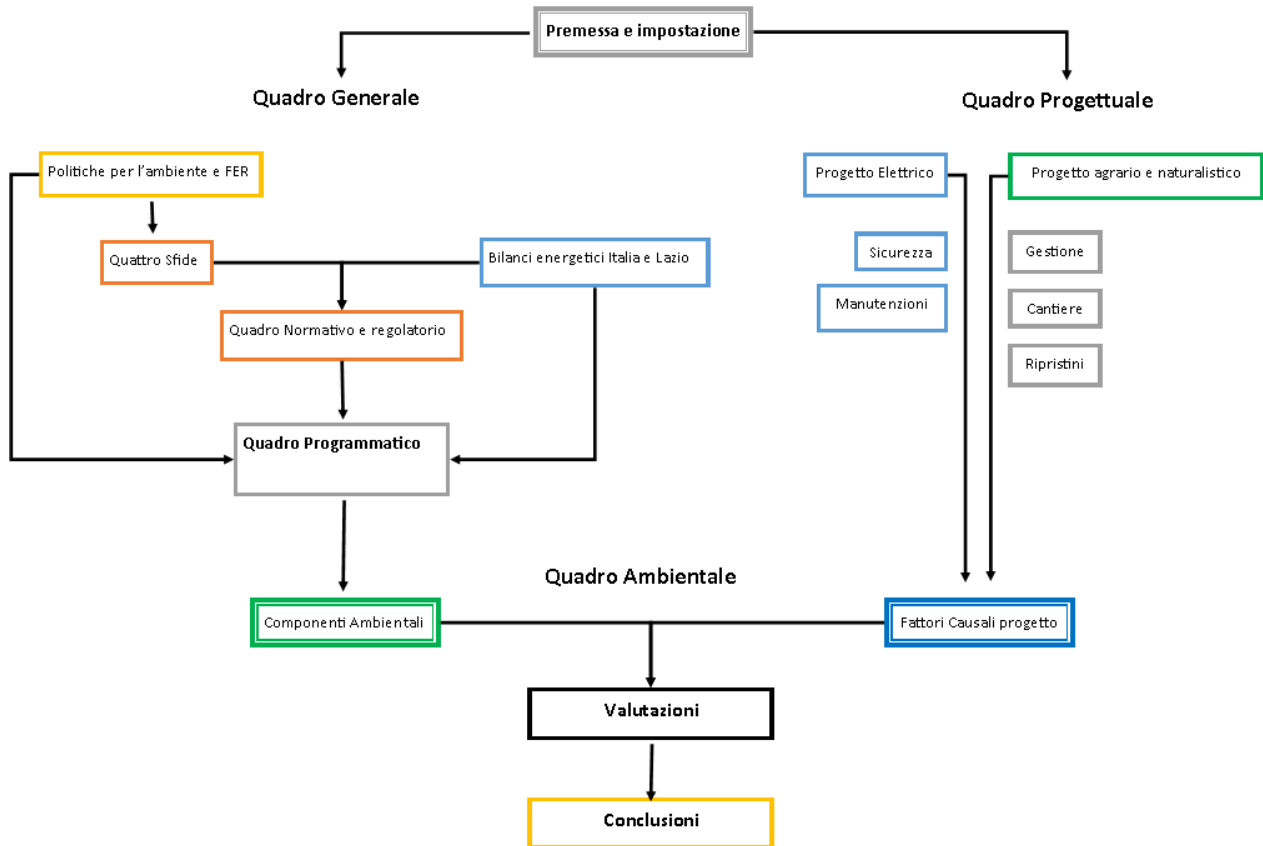 Premessa e impostazione
Quadro Generale
Quadro Progettuale
Politiche per l'ambiente e FER
Progetto Elettrico
Progetto agrario e naturalistico
Quattro Sfide
Bilanci energetici Italia e Lazio
Sicurezza
Gestione
Quadro Normativo e regolatorio
Manutenzioni
Cantiere
Ripristini
Quadro Programmatico
Quadro Ambientale
Componenti Ambientali
Fattori Causali progetto
Valutazioni
Conclusioni